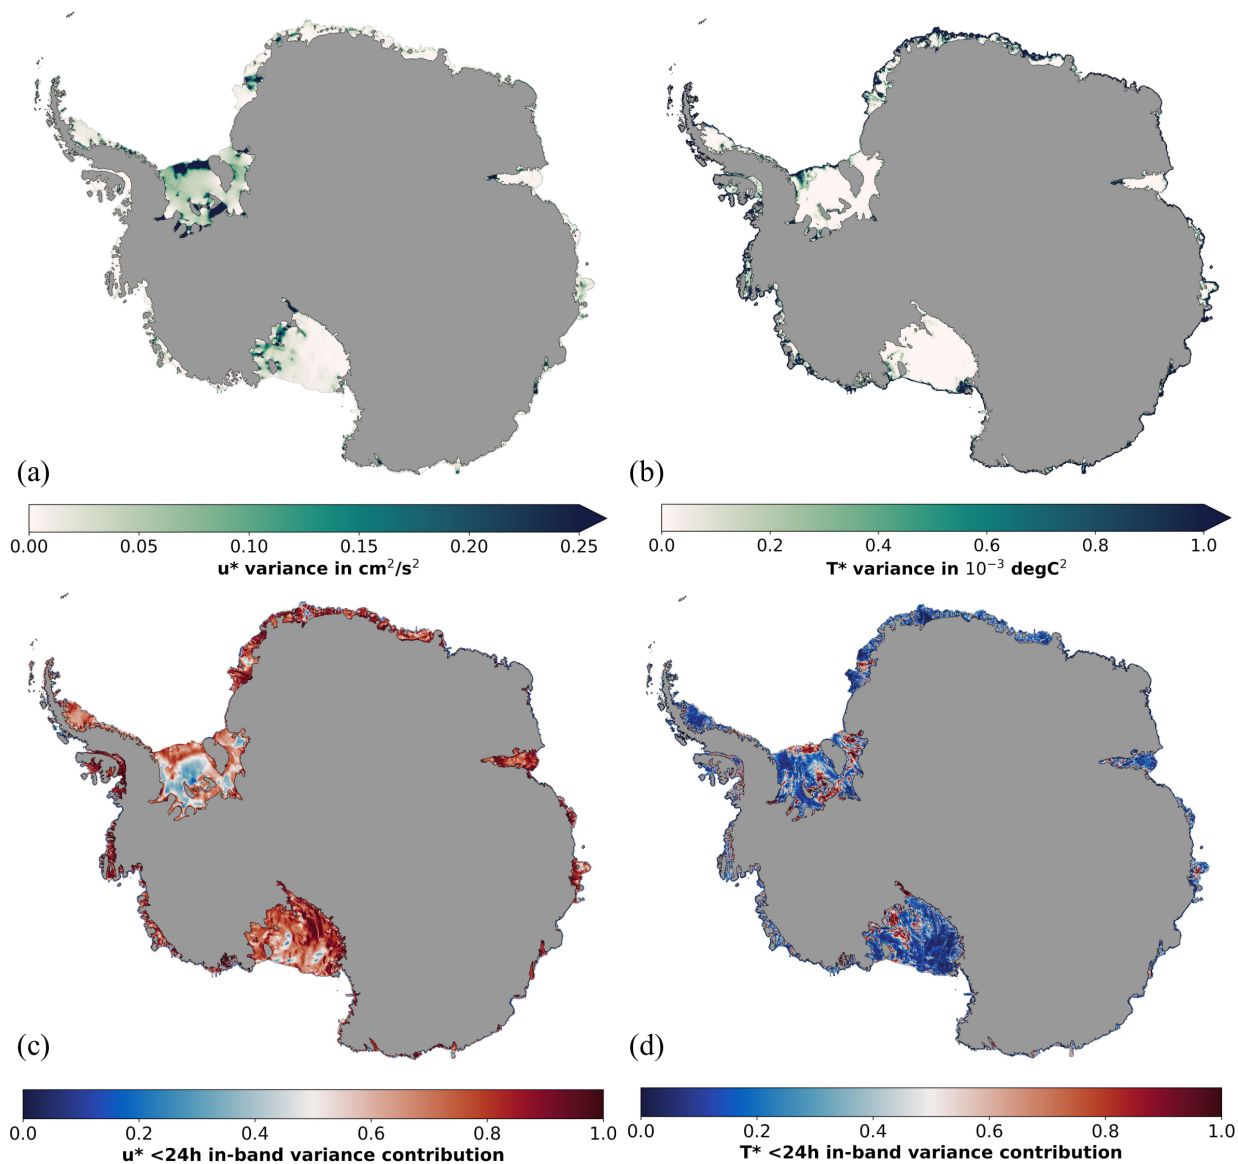 (a)
(b)
0.00 0.05 0.10 0.15 0.20 0.25
u* variance in cm²/s²
0.0 0.2 0.4 0.6 0.8 1.0
T* variance in 10⁻³ degC²
(c)
(d)
0.0 0.2 0.4 0.6 0.8 1.0
u* <24h in-band variance contribution
0.0 0.2 0.4 0.6 0.8 1.0
T* <24h in-band variance contribution